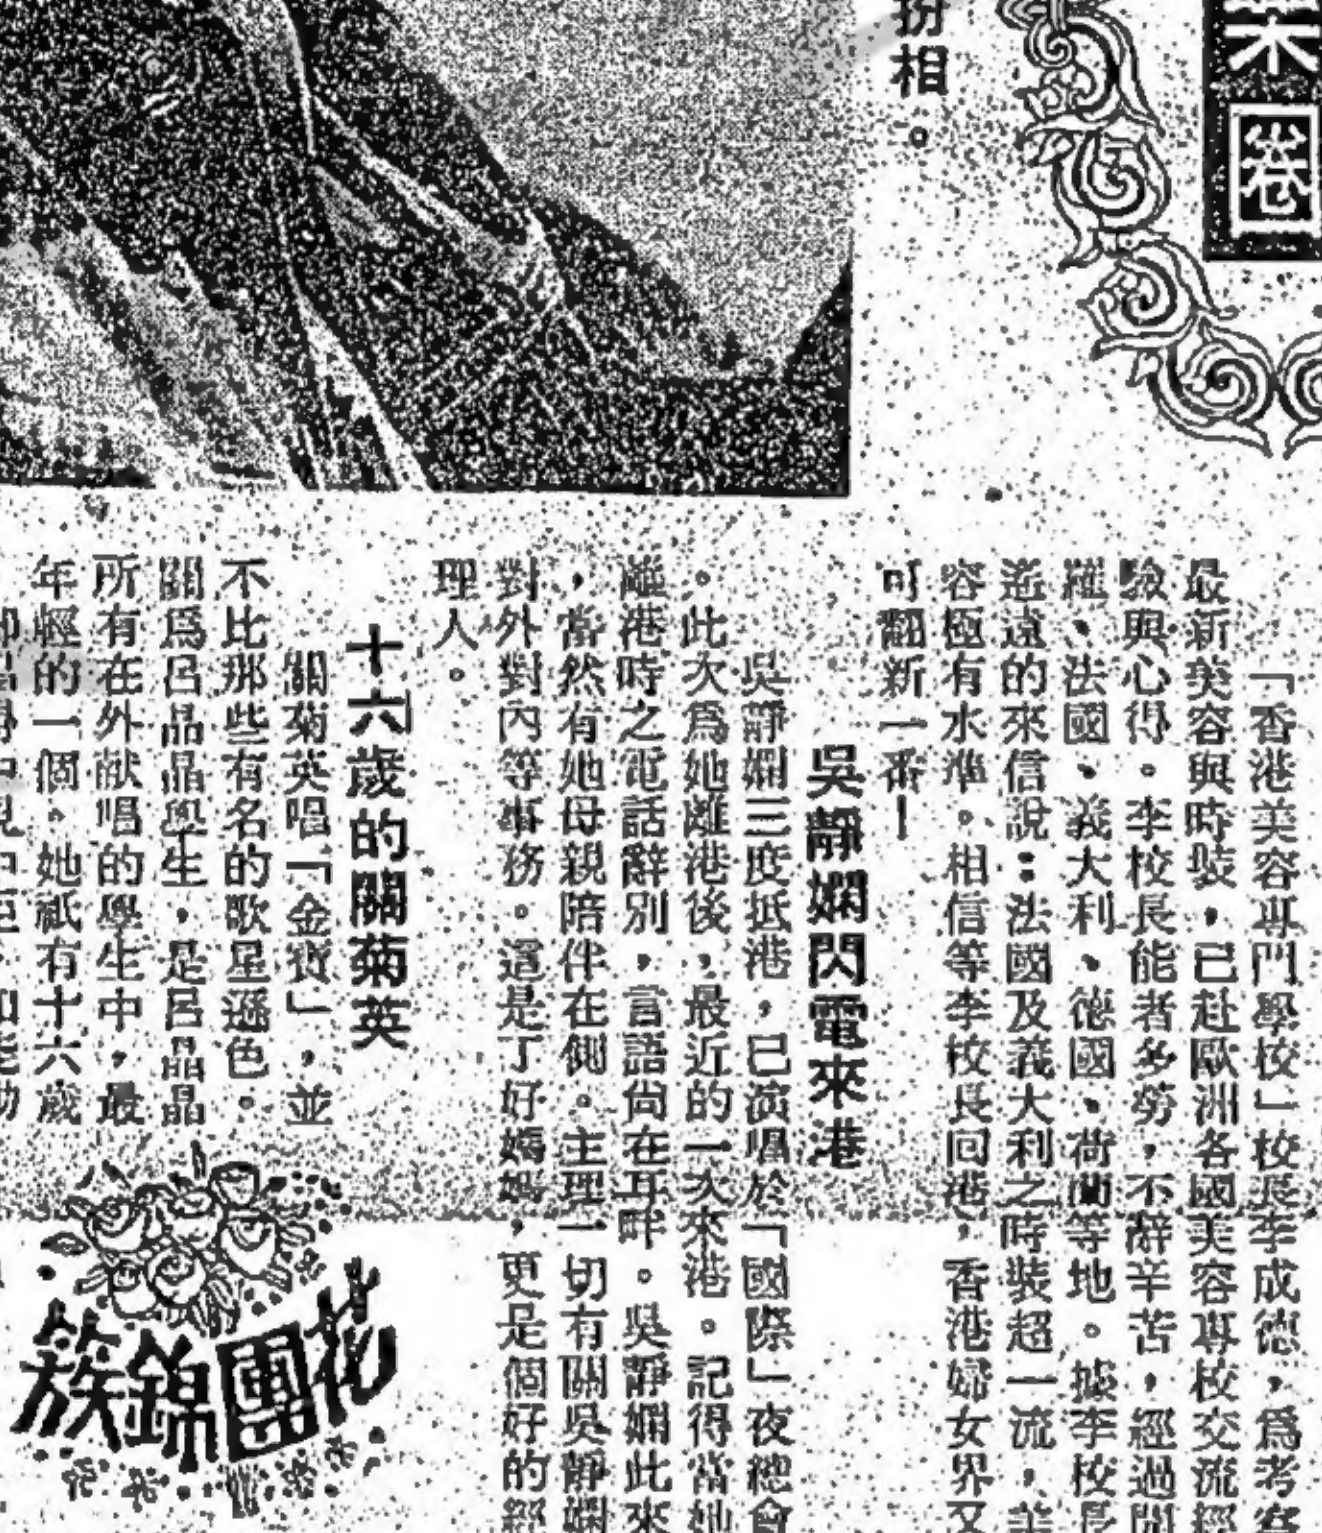 扮相。
樂圈
「香港美容專門學校」校長李成德，爲考察
最新美容與時裝，已赴歐洲各國美容專校交流經
驗與心得。李校長能者多勞，不辭辛苦，經過
、法國、義大利、德國、荷蘭等地。據李校長
遙遠的來信說：法國及義大利之時裝超一流，美
容極有水準。相信等李校長回港，香港婦女界又
可翻新一番！
吳靜嫻閃電來港
吳靜嫻三度抵港，已演唱於「國際」夜總會
。此次爲她離港後，最近的一次來港。記得當她
離港時之電話辭別，言語尚在耳畔。吳靜嫻此來
，當然有她母親陪伴在側。主理一切有關吳靜嫻
對外對內等事務。這是了好媽媽，更是個好的經
理人。
十六歲的關菊英
關菊英唱「金寶」，並
不比那些有名的歌星遜色。
關爲呂晶晶學生，是呂晶晶
所有在外献唱的學生中，最
年輕的一個。她祇有十六歲
花團錦簇